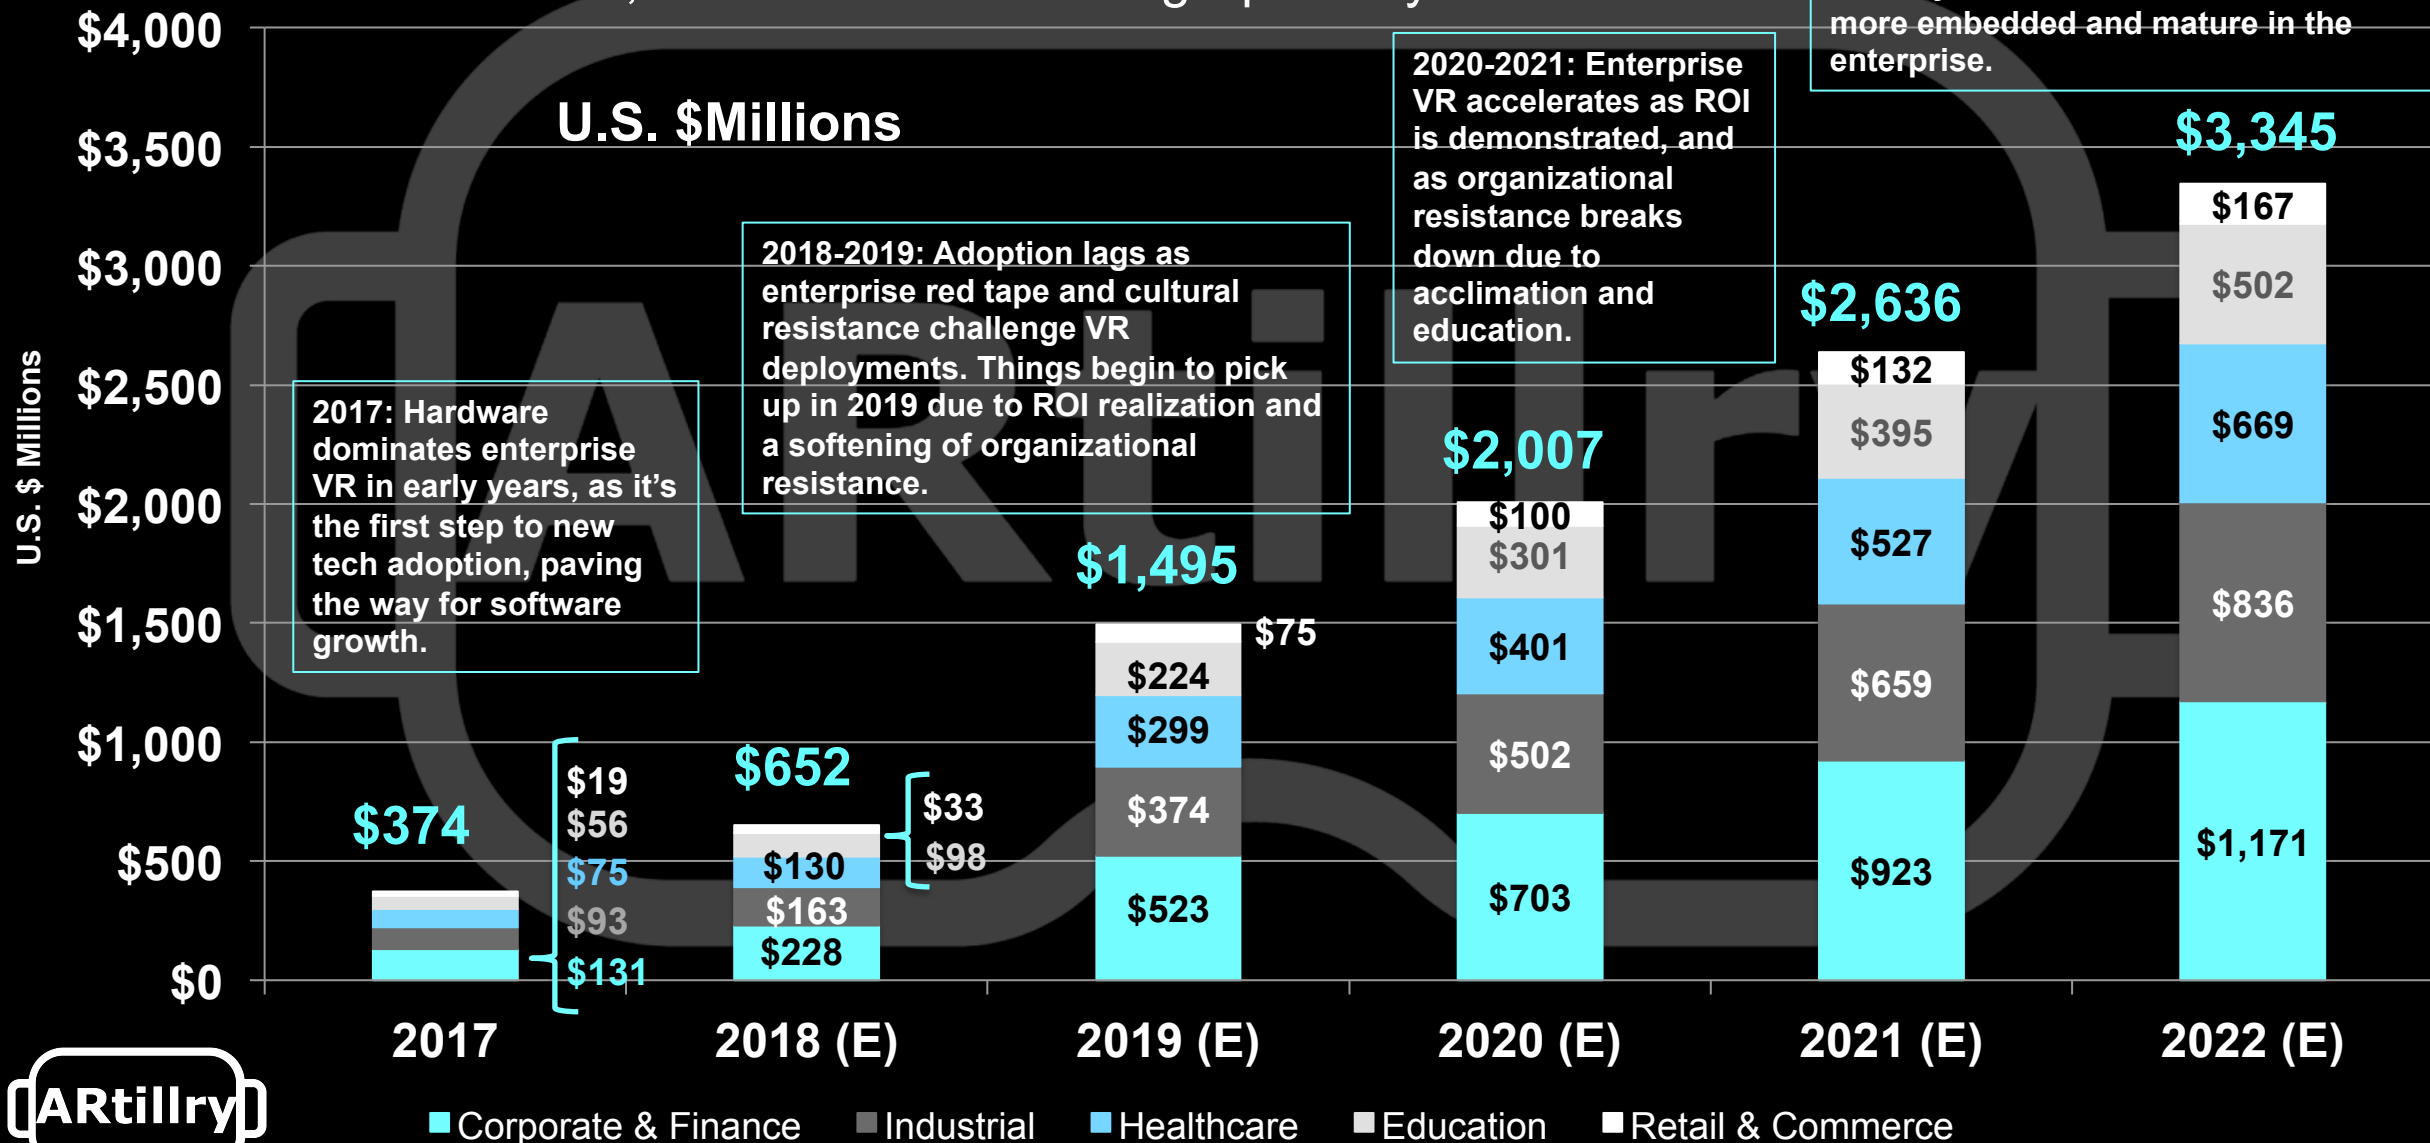 more embedded and mature in the
enterprise.
$4,000
$3,500
$3,000
$2,500
$2,000
$1,500
$1,000
$500
$0
U.S. $ Millions
U.S. $Millions
2017: Hardware
dominates enterprise
VR in early years, as it’s
the first step to new
tech adoption, paving
the way for software
growth.
2018-2019: Adoption lags as
enterprise red tape and cultural
resistance challenge VR
deployments. Things begin to pick
up in 2019 due to ROI realization and
a softening of organizational
resistance.
2020-2021: Enterprise
VR accelerates as ROI
is demonstrated, and
as organizational
resistance breaks
down due to
acclimation and
education.
$374
$19
$56
$75
$93
$131
$652
$33
$98
$130
$163
$228
$1,495
$75
$224
$299
$374
$523
$2,007
$100
$301
$401
$502
$703
$2,636
$132
$395
$527
$659
$923
$3,345
$167
$502
$669
$836
$1,171
2017
2018 (E)
2019 (E)
2020 (E)
2021 (E)
2022 (E)
Corporate & Finance
Industrial
Healthcare
Education
Retail & Commerce
ARtillry
ARtillry